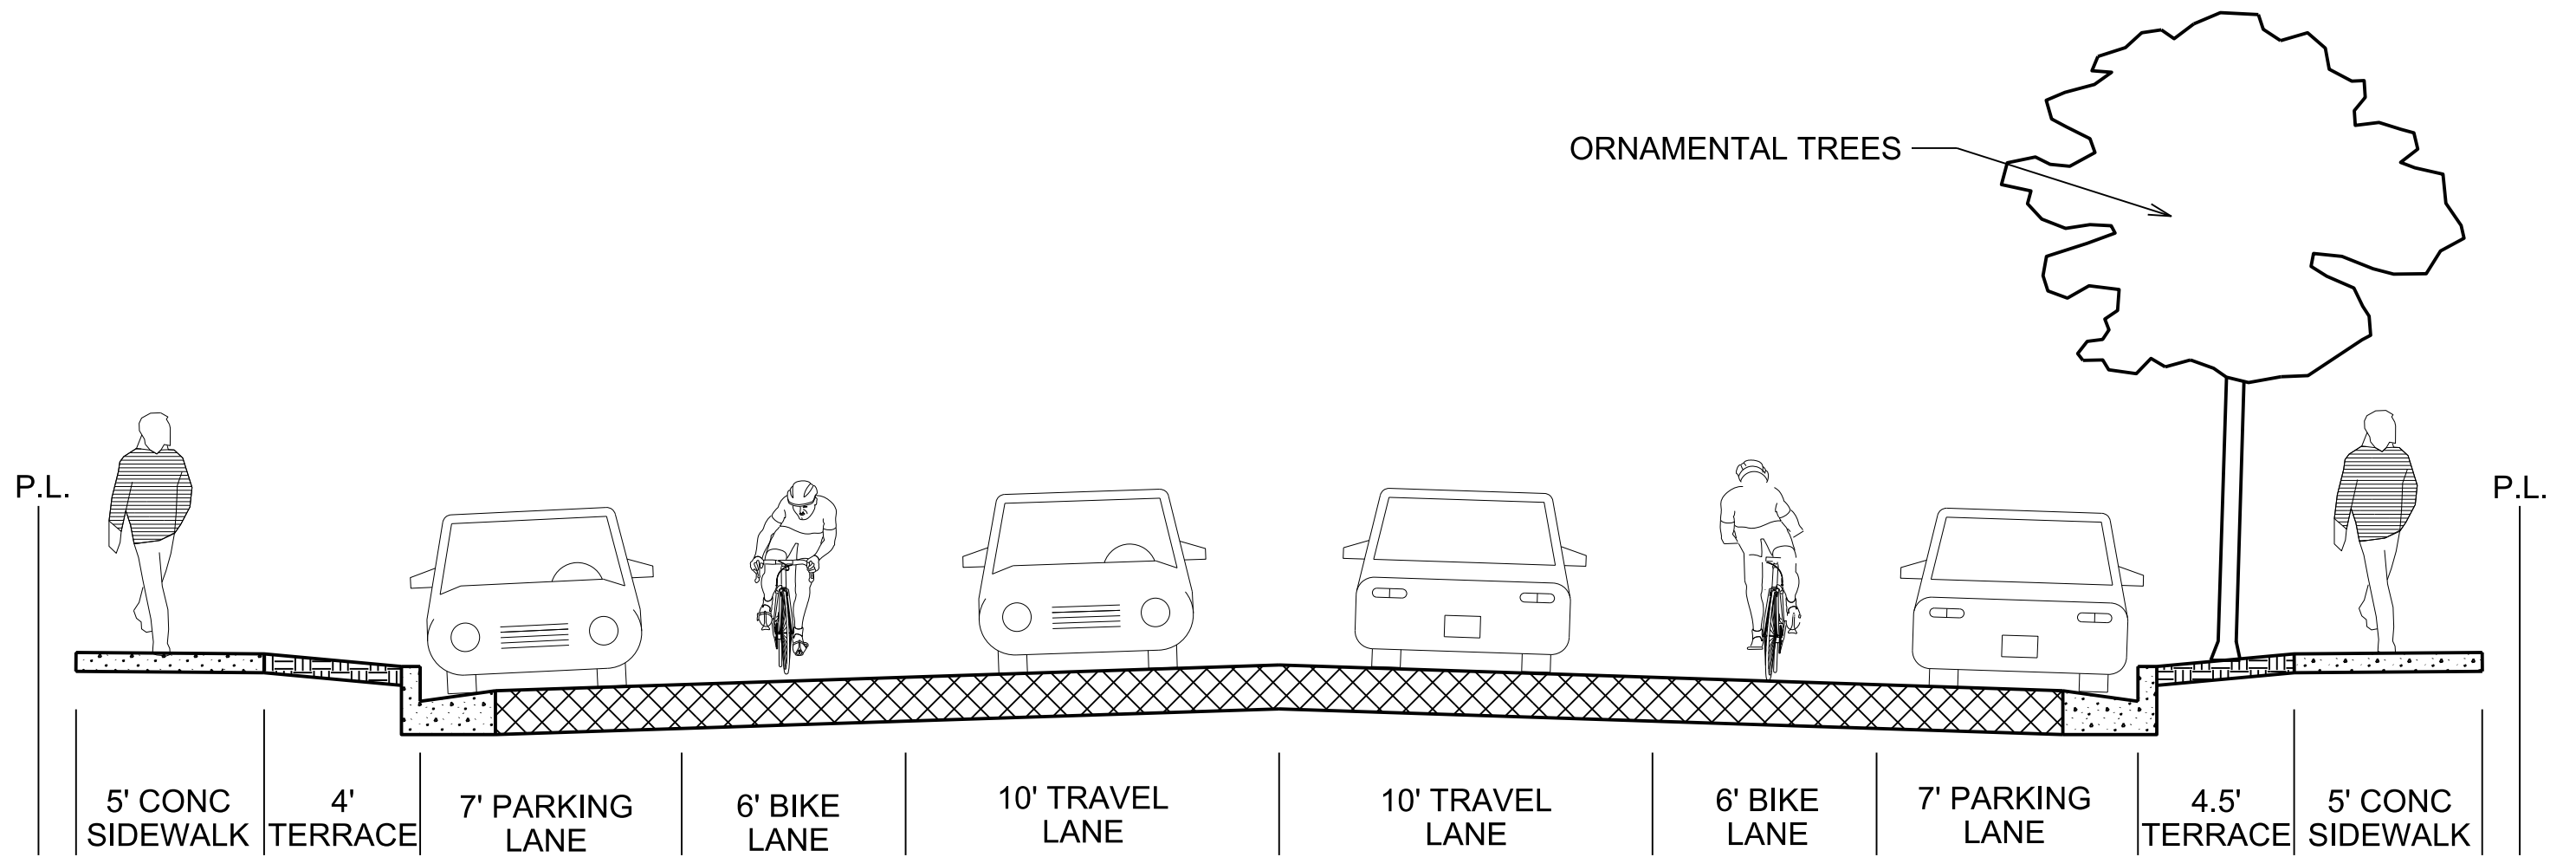 ORNAMENTAL TREES
P.L.
P.L.
5' CONC
SIDEWALK
4'
TERRACE
7' PARKING
LANE
6' BIKE
LANE
10' TRAVEL
LANE
10' TRAVEL
LANE
6' BIKE
LANE
7' PARKING
LANE
4.5'
TERRACE
5' CONC
SIDEWALK